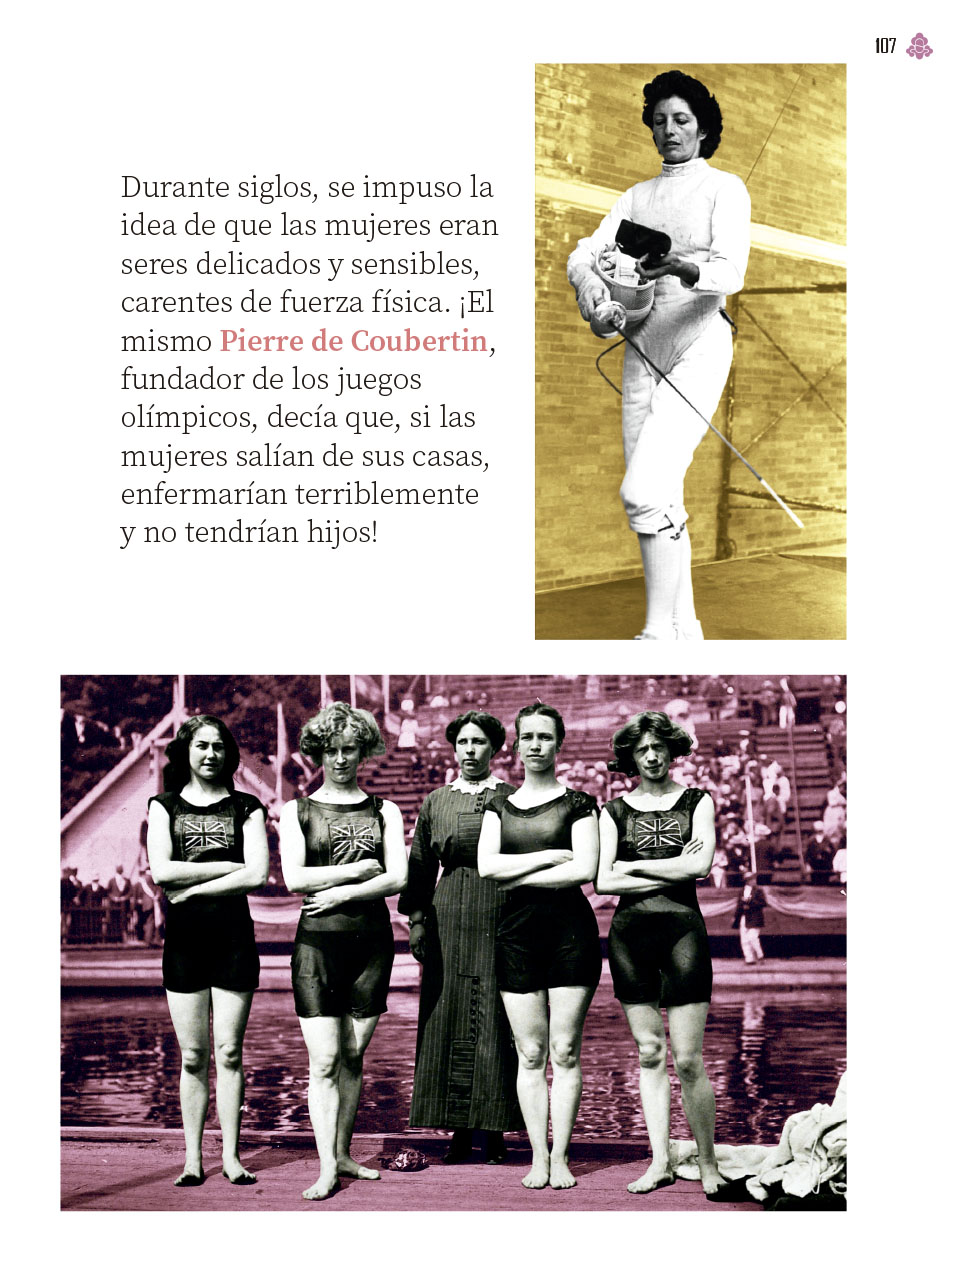 107
Durante siglos, se impuso la
idea de que las mujeres eran
seres delicados y sensibles,
carentes de fuerza física. ¡El
mismo Pierre de Coubertin,
fundador de los juegos
olímpicos, decía que, si las
mujeres salían de sus casas,
enfermarían terriblemente
y no tendrían hijos!